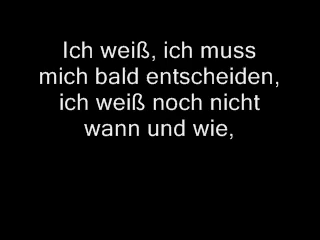 Ich weiß, ich muss
mich bald entscheiden,
ich weiß noch nicht
wann und wie,